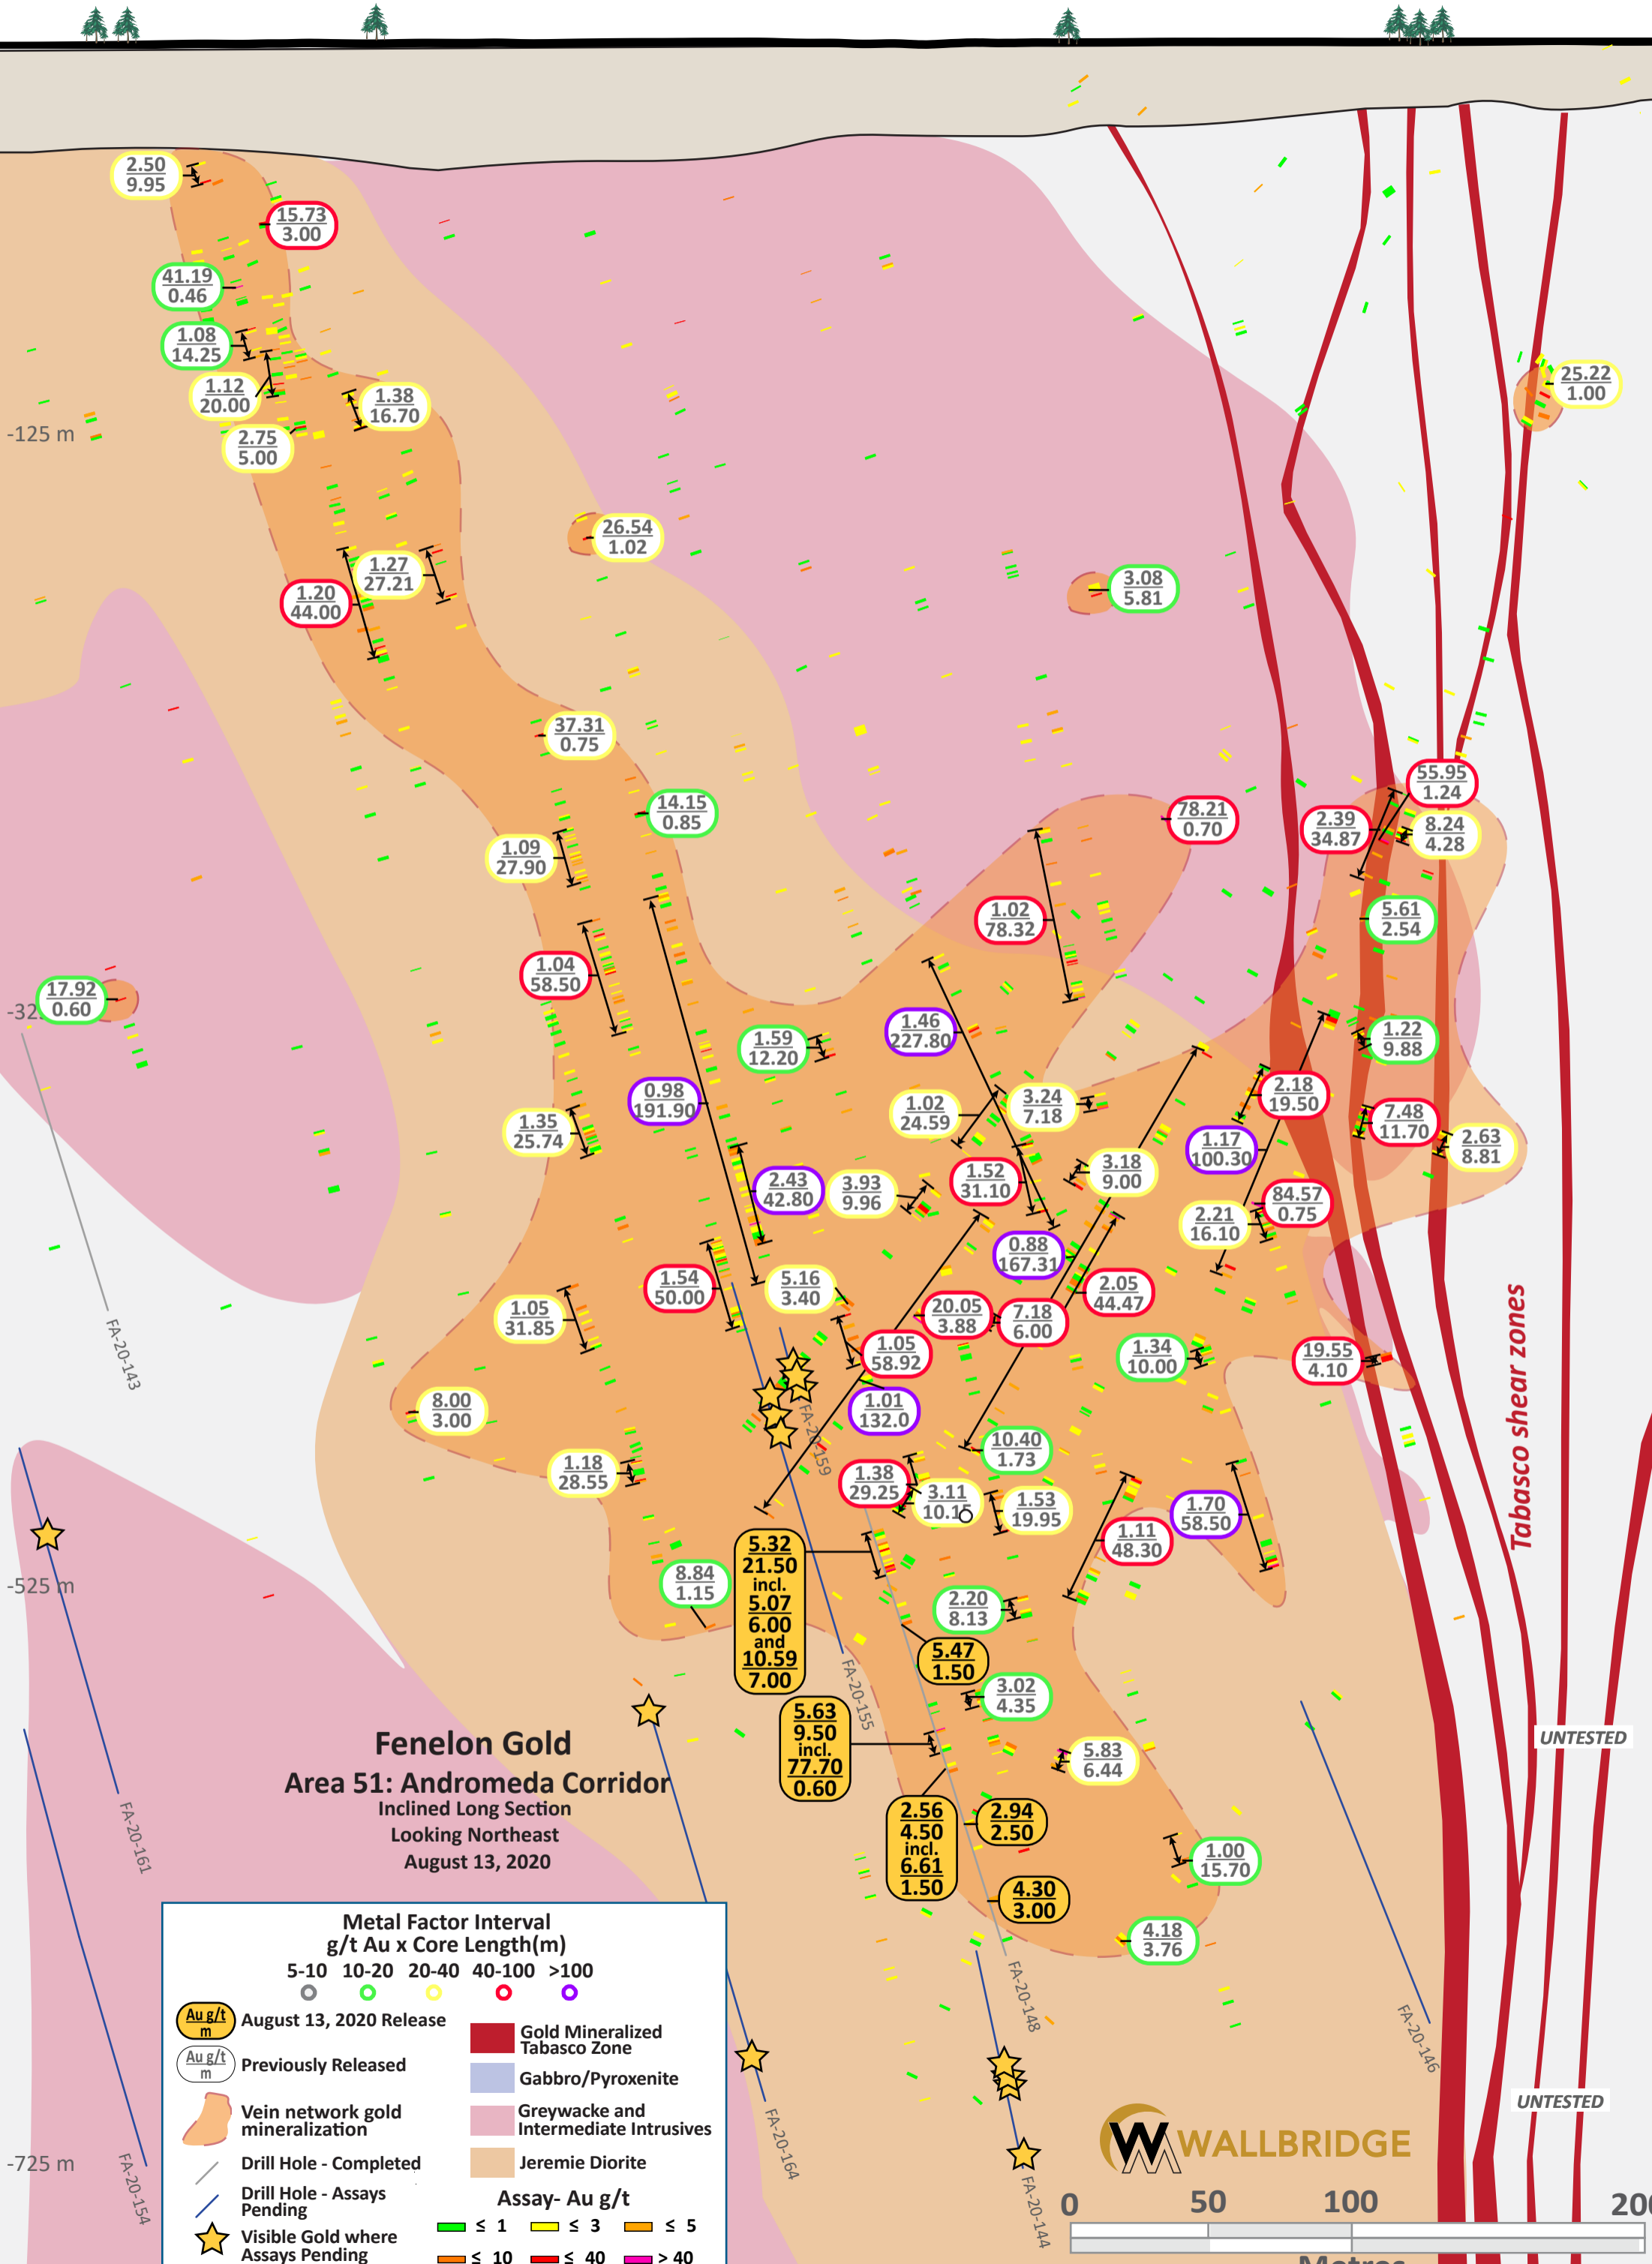 2.50
9.95
15.73
3.00
41.19
0.46
1.08
14.25
1.12
20.00
1.38
16.70
25.22
1.00
-125 m
2.75
5.00
26.54
1.02
1.27
27.21
1.20
44.00
3.08
5.81
37.31
0.75
14.15
0.85
78.21
0.70
55.95
1.24
2.39
34.87
8.24
4.28
1.09
27.90
1.02
78.32
5.61
2.54
1.04
58.50
17.92
0.60
-32
1.59
12.20
1.46
227.80
1.22
9.88
0.98
191.90
1.02
24.59
3.24
7.18
2.18
19.50
7.48
11.70
1.35
25.74
1.17
100.30
2.63
8.81
2.43
42.80
3.93
9.96
1.52
31.10
3.18
9.00
84.57
0.75
2.21
16.10
0.88
167.31
1.54
50.00
5.16
3.40
2.05
44.47
1.05
31.85
20.05
3.88
7.18
6.00
1.05
58.92
1.34
10.00
19.55
4.10
FA-20-143
8.00
3.00
1.01
132.0
FA-20-159
Tabasco shear zones
10.40
1.73
1.18
28.55
1.38
29.25
3.11
10.15
1.53
19.95
1.70
58.50
1.11
48.30
-525 m
8.84
1.15
5.32
21.50
incl.
5.07
6.00
and
10.59
7.00
2.20
8.13
5.47
1.50
FA-20-155
3.02
4.35
5.63
9.50
incl.
77.70
0.60
5.83
6.44
UNTESTED
Fenelon Gold
Area 51: Andromeda Corridor
Inclined Long Section
Looking Northeast
August 13, 2020
FA-20-161
2.56
4.50
incl.
6.61
1.50
2.94
2.50
1.00
15.70
4.30
3.00
4.18
3.76
FA-20-148
FA-20-146
UNTESTED
FA-20-164
FA-20-154
FA-20-144
-725 m
Metal Factor Interval
g/t Au x Core Length(m)
5-10 10-20 20-40 40-100 >100
Au g/t
m
August 13, 2020 Release
Au g/t
m
Previously Released
Vein network gold
mineralization
Drill Hole - Completed
Drill Hole - Assays
Pending
Visible Gold where
Assays Pending
Gold Mineralized
Tabasco Zone
Gabbro/Pyroxenite
Greywacke and
Intermediate Intrusives
Jeremie Diorite
Assay- Au g/t
≤ 1 ≤ 3 ≤ 5
≤ 10 ≤ 40 > 40
WALLBRIDGE
0 50 100 200
Metres